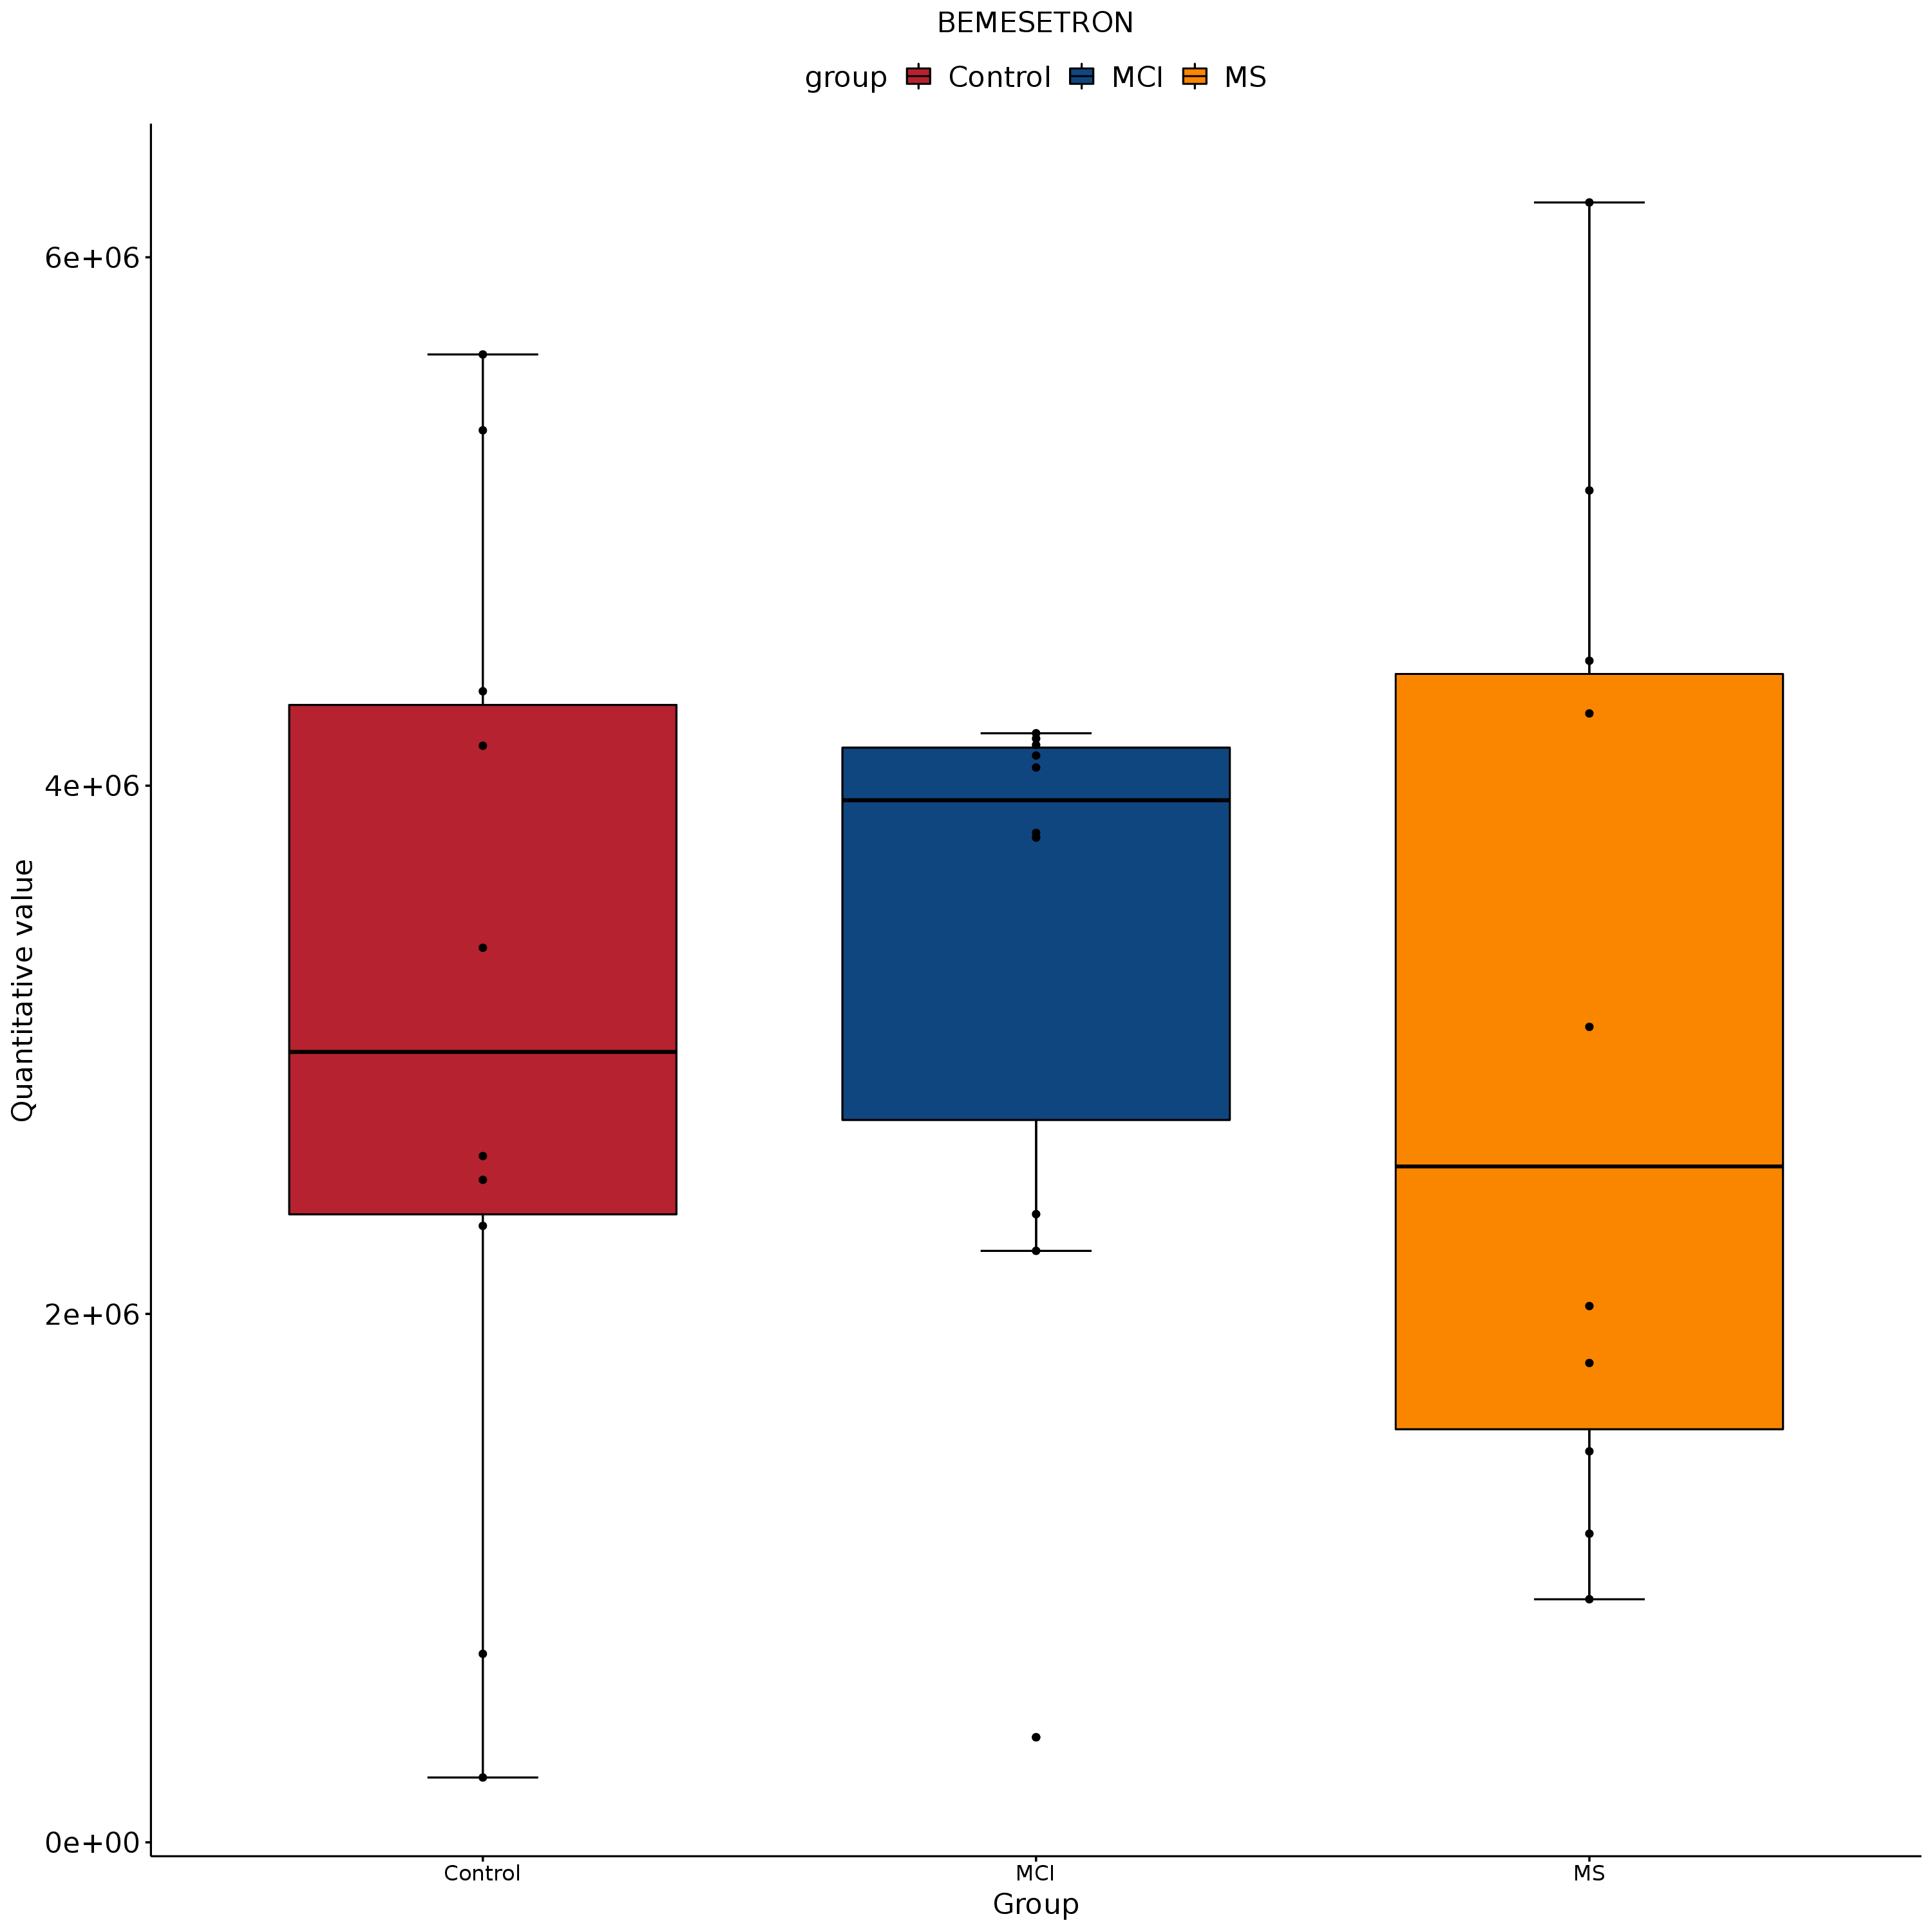 BEMESETRON
group Control MCI MS
Quantitative value
6e+06
4e+06
2e+06
0e+00
Control MCI MS
Group